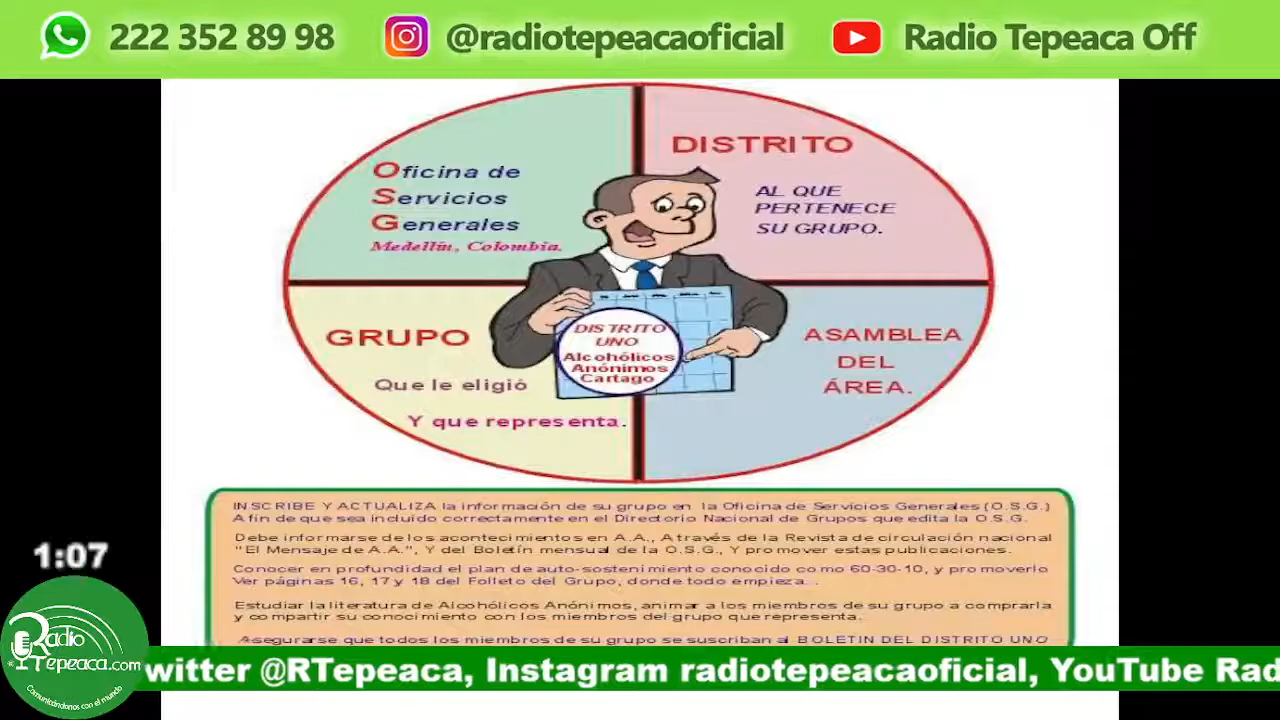 222 352 89 98
@radiotepeacaoficial
Radio Tepeaca Off
Oficina de
Servicios
Generales
Medellín, Colombia.
DISTRITO
AL QUE
PERTENECE
SU GRUPO.
GRUPO
Que le eligió
Y que representa.
DISTRITO
UNO
Alcohólicos
Anónimos
Cartago
ASAMBLEA
DEL
ÁREA.
INSCRIBE Y ACTUALIZA la información de su grupo en la Oficina de Servicios Generales (O.S.G.)
A fin de que sea incluido correctamente en el Directorio Nacional de Grupos que edita la O.S.G.
Debe informarse de los acontecimientos en A.A., A través de la Revista de circulación nacional
"El Mensaje de A.A.", Y del Boletín mensual de la O.S.G., Y promover estas publicaciones.
Conocer en profundidad el plan de auto-sostenimiento conocido como 60-30-10, y promoverlo
Ver páginas 16, 17 y 18 del Folleto del Grupo, donde todo empieza...
Estudiar la literatura de Alcohólicos Anónimos, animar a los miembros de su grupo a comprarla
y compartir su conocimiento con los miembros del grupo que representa.
Asegurarse que todos los miembros de su grupo se suscriban al BOLETIN DEL DISTRITO UNO
1:07
Radio
Tepeaca.com
Comunicándonos con el mundo
witter @RTepeaca, Instagram radiotepeacaoficial, YouTube Rad